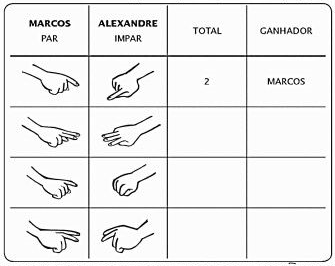 MARCOS ALEXANDRE TOTAL GANHADOR
PAR IMPAR
2 MARCOS